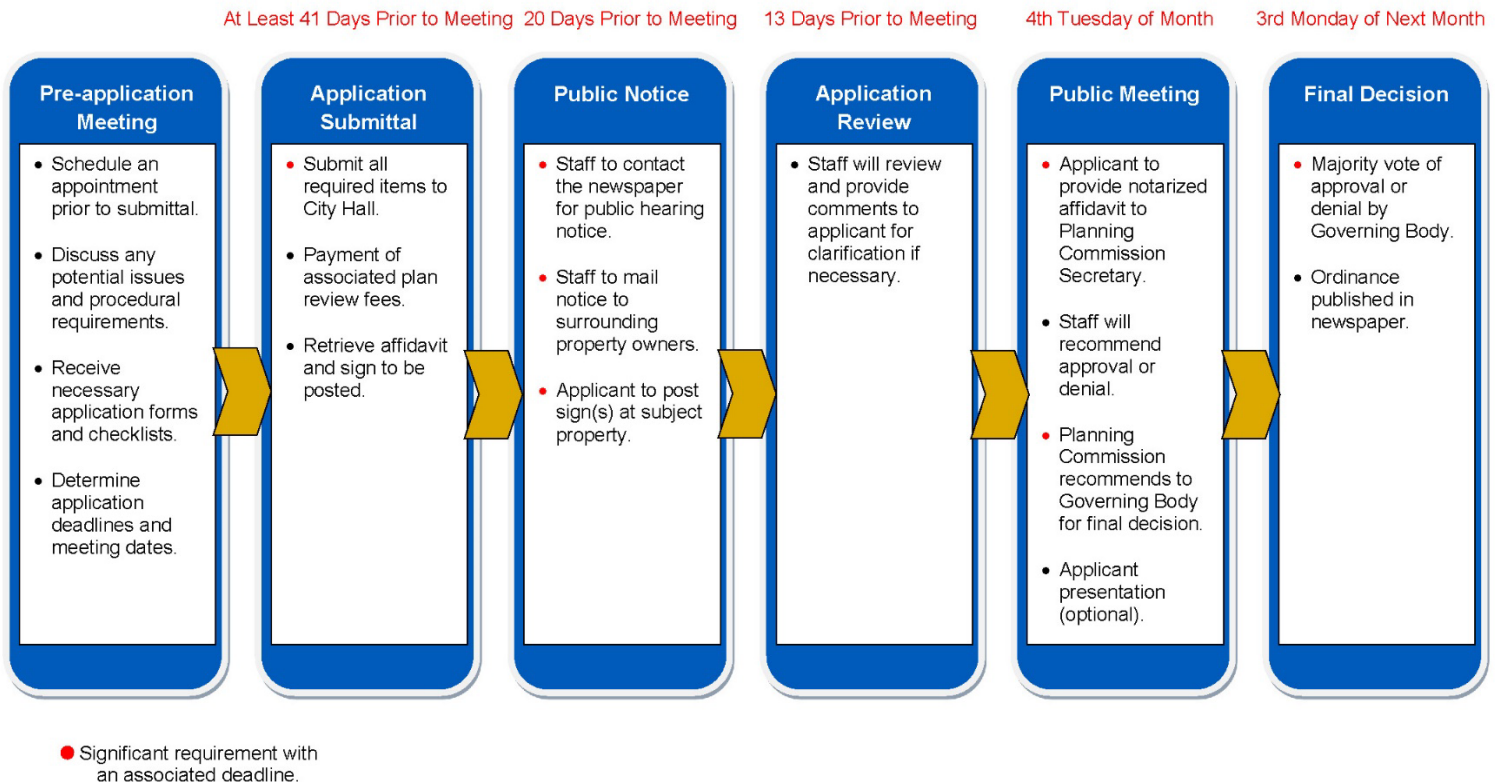 At Least 41 Days Prior to Meeting
20 Days Prior to Meeting
13 Days Prior to Meeting
4th Tuesday of Month
3rd Monday of Next Month
Pre-application
Meeting
• Schedule an
appointment
prior to submittal.
• Discuss any
potential issues
and procedural
requirements.
• Receive
necessary
application forms
and checklists.
• Determine
application
deadlines and
meeting dates.
Application
Submittal
• Submit all
required items to
City Hall.
• Payment of
associated plan
review fees.
• Retrieve affidavit
and sign to be
posted.
Public Notice
• Staff to contact
the newspaper
for public hearing
notice.
• Staff to mail
notice to
surrounding
property owners.
• Applicant to post
sign(s) at subject
property.
Application
Review
• Staff will review
and provide
comments to
applicant for
clarification if
necessary.
Public Meeting
• Applicant to
provide notarized
affidavit to
Planning
Commission
Secretary.
• Staff will
recommend
approval or
denial.
• Planning
Commission
recommends to
Governing Body
for final decision.
• Applicant
presentation
(optional).
Final Decision
• Majority vote of
approval or
denial by
Governing Body.
• Ordinance
published in
newspaper.
• Significant requirement with
an associated deadline.